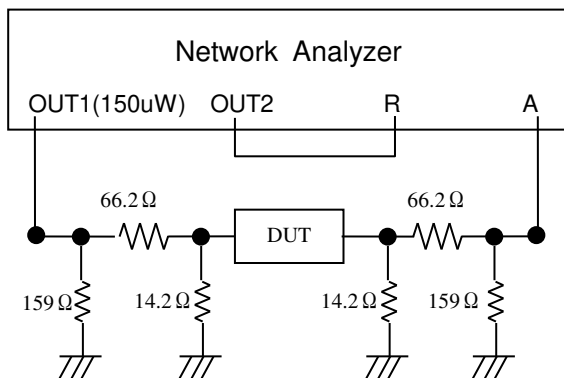 Network Analyzer
OUT1(150uW) OUT2 R A
66.2 Ω 66.2 Ω
DUT
159 Ω 14.2 Ω 14.2 Ω 159 Ω